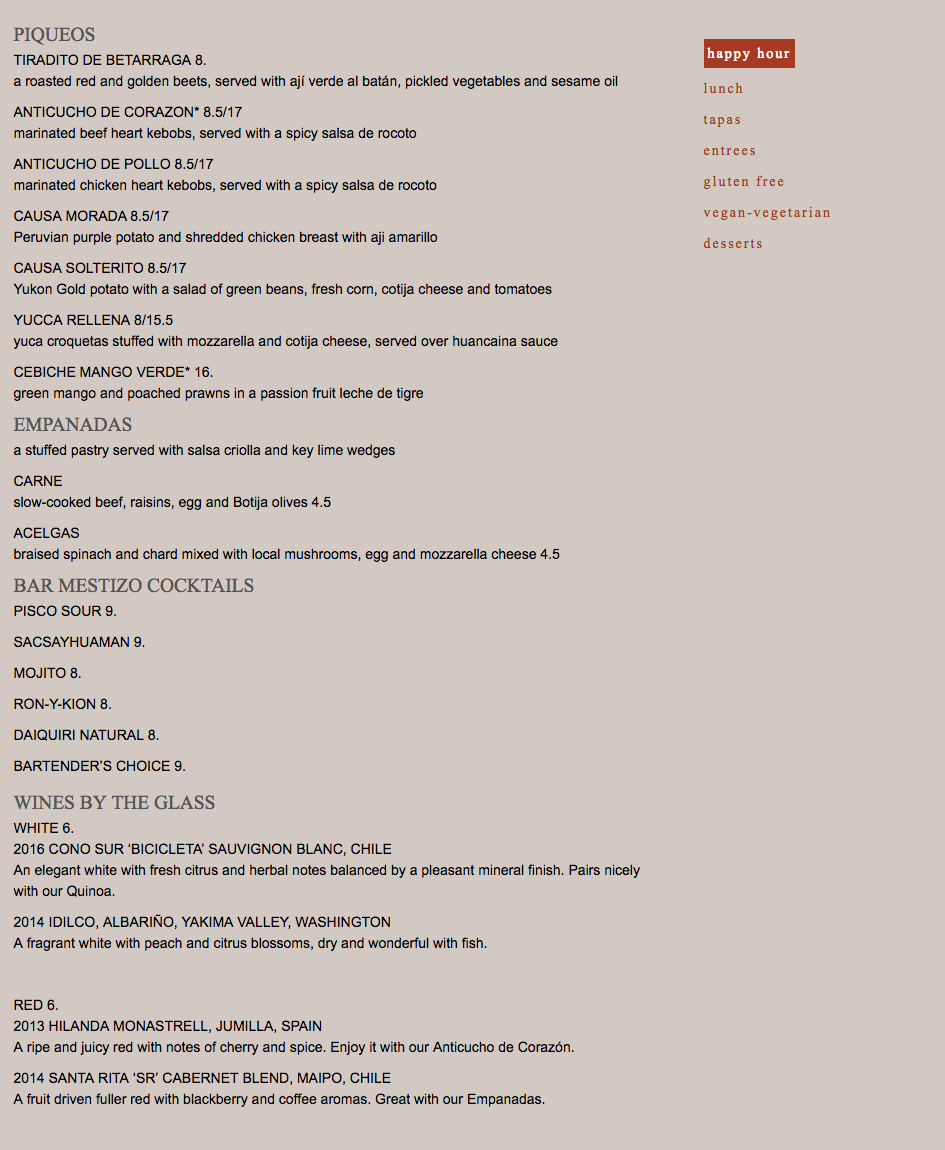 PIQUEOS
TIRADITO DE BETARRAGA 8.
a roasted red and golden beets, served with ají verde al batán, pickled vegetables and sesame oil
ANTICUCHO DE CORAZON* 8.5/17
marinated beef heart kebobs, served with a spicy salsa de rocoto
ANTICUCHO DE POLLO 8.5/17
marinated chicken heart kebobs, served with a spicy salsa de rocoto
CAUSA MORADA 8.5/17
Peruvian purple potato and shredded chicken breast with aji amarillo
CAUSA SOLTERITO 8.5/17
Yukon Gold potato with a salad of green beans, fresh corn, cotija cheese and tomatoes
YUCCA RELLENA 8/15.5
yuca croquetas stuffed with mozzarella and cotija cheese, served over huancaina sauce
CEBICHE MANGO VERDE* 16.
green mango and poached prawns in a passion fruit leche de tigre
EMPANADAS
a stuffed pastry served with salsa criolla and key lime wedges
CARNE
slow-cooked beef, raisins, egg and Botija olives 4.5
ACELGAS
braised spinach and chard mixed with local mushrooms, egg and mozzarella cheese 4.5
BAR MESTIZO COCKTAILS
PISCO SOUR 9.
SACSAYHUAMAN 9.
MOJITO 8.
RON-Y-KION 8.
DAIQUIRI NATURAL 8.
BARTENDER’S CHOICE 9.
WINES BY THE GLASS
WHITE 6.
2016 CONO SUR ‘BICICLETA’ SAUVIGNON BLANC, CHILE
An elegant white with fresh citrus and herbal notes balanced by a pleasant mineral finish. Pairs nicely
with our Quinoa.
2014 IDILCO, ALBARIÑO, YAKIMA VALLEY, WASHINGTON
A fragrant white with peach and citrus blossoms, dry and wonderful with fish.
RED 6.
2013 HILANDA MONASTRELL, JUMILLA, SPAIN
A ripe and juicy red with notes of cherry and spice. Enjoy it with our Anticucho de Corazón.
2014 SANTA RITA ‘SR’ CABERNET BLEND, MAIPO, CHILE
A fruit driven fuller red with blackberry and coffee aromas. Great with our Empanadas.
happy hour
lunch
tapas
entrees
gluten free
vegan-vegetarian
desserts